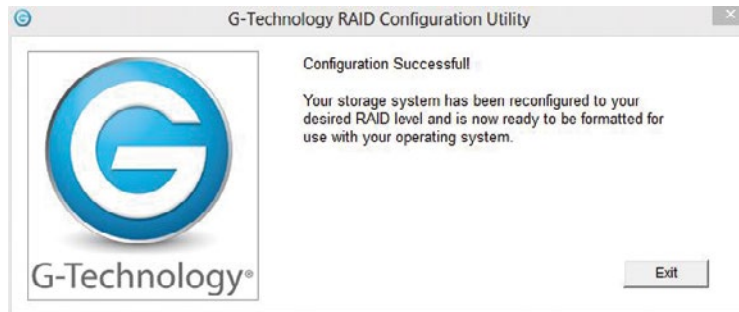 G-Technology RAID Configuration Utility
Configuration Successful!
Your storage system has been reconfigured to your
desired RAID level and is now ready to be formatted for
use with your operating system.
G-Technology®
Exit